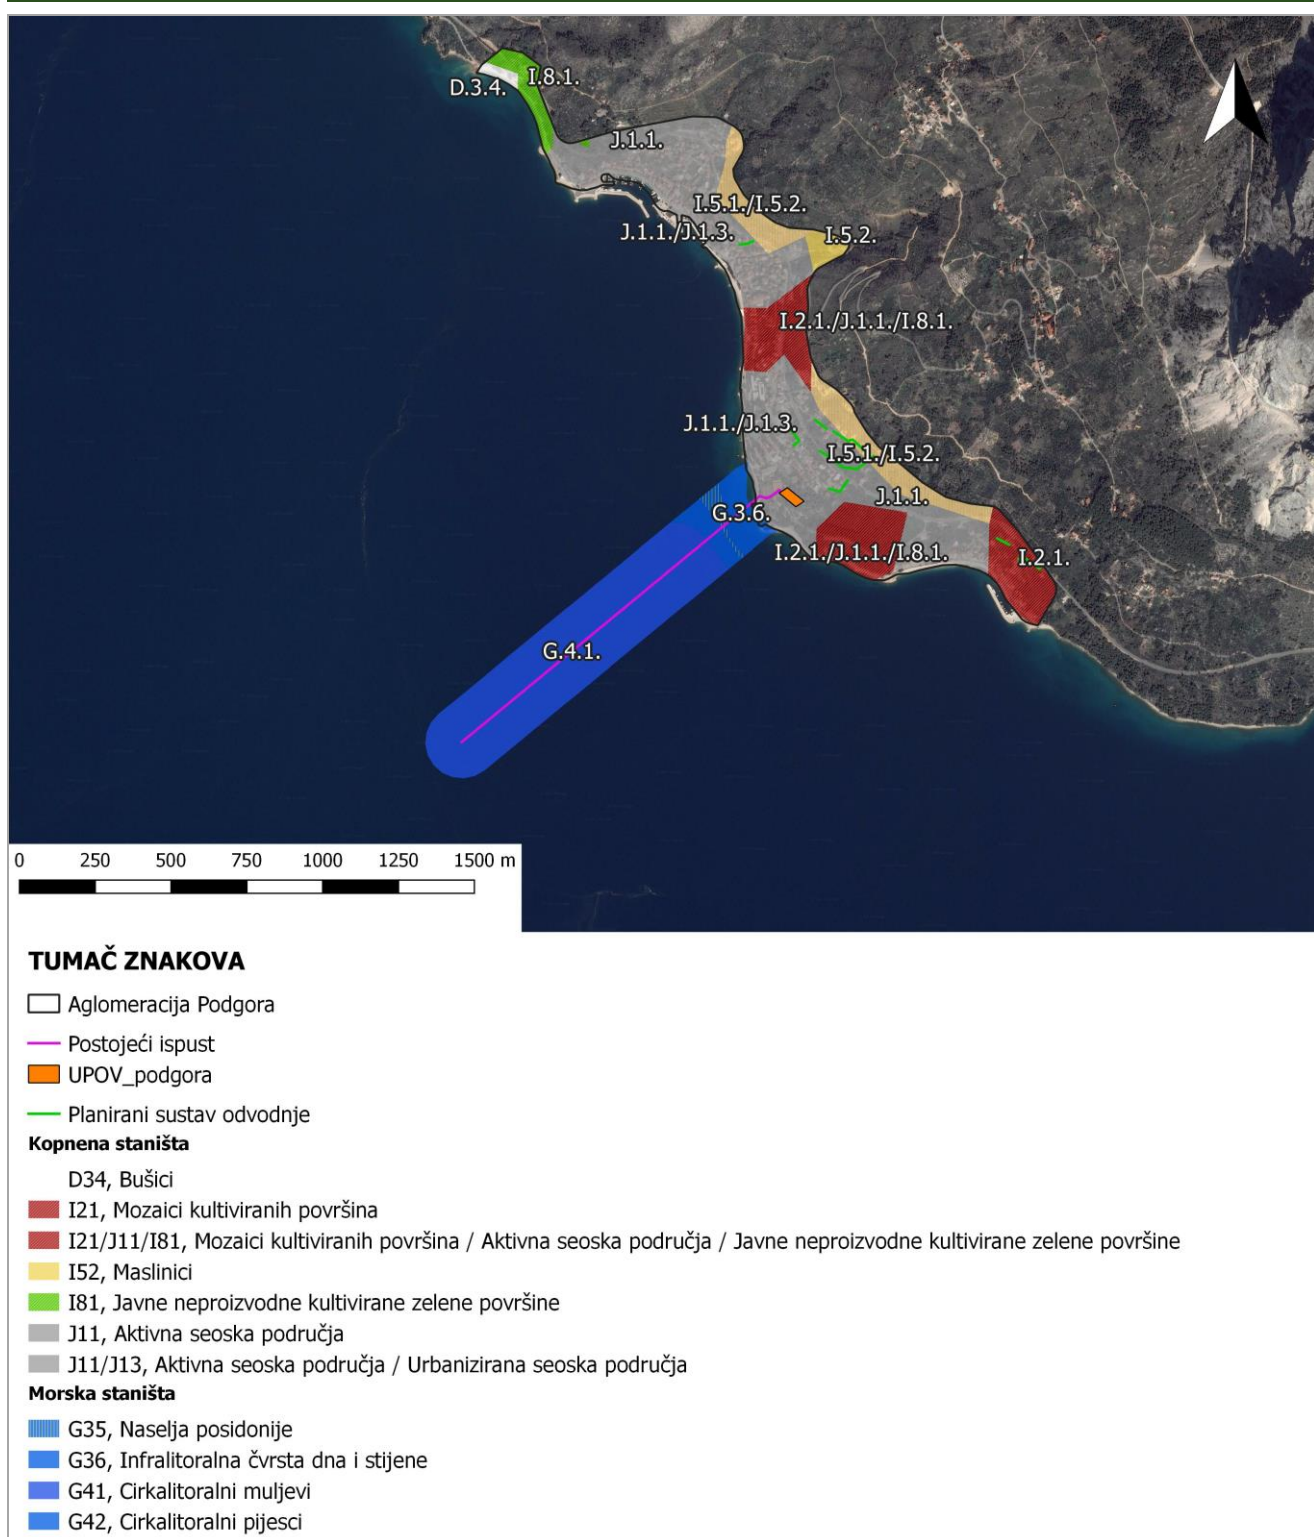 D.3.4.
I.8.1.
J.1.1.
I.5.1./I.5.2.
J.1.1./J.1.3.
I.5.2.
I.2.1./J.1.1./I.8.1.
J.1.1./J.1.3.
I.5.1./I.5.2.
J.1.1.
G.3.6.
I.2.1./J.1.1./I.8.1.
I.2.1.
G.4.1.
0 250 500 750 1000 1250 1500 m
TUMAČ ZNAKOVA
Aglomeracija Podgora
Postojeći ispust
UPOV_podgora
Planirani sustav odvodnje
Kopnena staništa
D34, Bušici
I21, Mozaici kultiviranih površina
I21/J11/I81, Mozaici kultiviranih površina / Aktivna seoska područja / Javne neproizvodne kultivirane zelene površine
I52, Maslinici
I81, Javne neproizvodne kultivirane zelene površine
J11, Aktivna seoska područja
J11/J13, Aktivna seoska područja / Urbanizirana seoska područja
Morska staništa
G35, Naselja posidonije
G36, Infralitoralna čvrsta dna i stijene
G41, Cirkalitoralni muljevi
G42, Cirkalitoralni pijesci